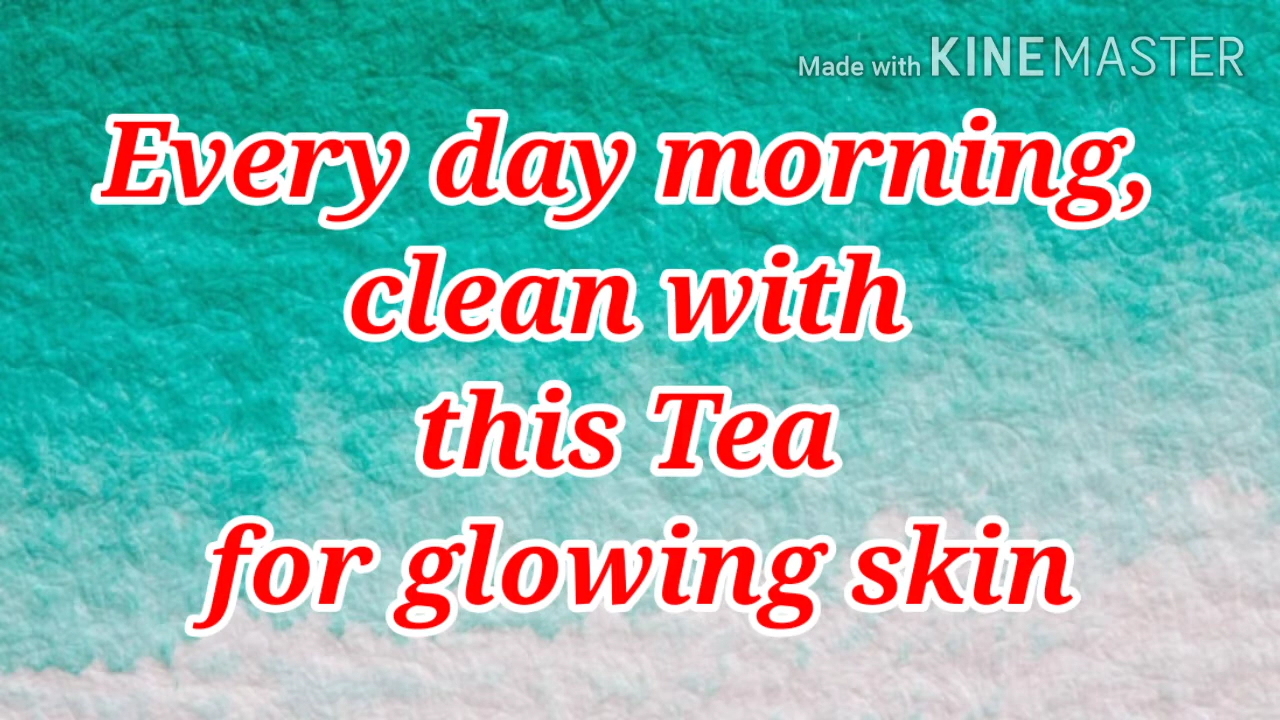 Made with KINEMASTER
Every day morning,
clean with
this Tea
for glowing skin